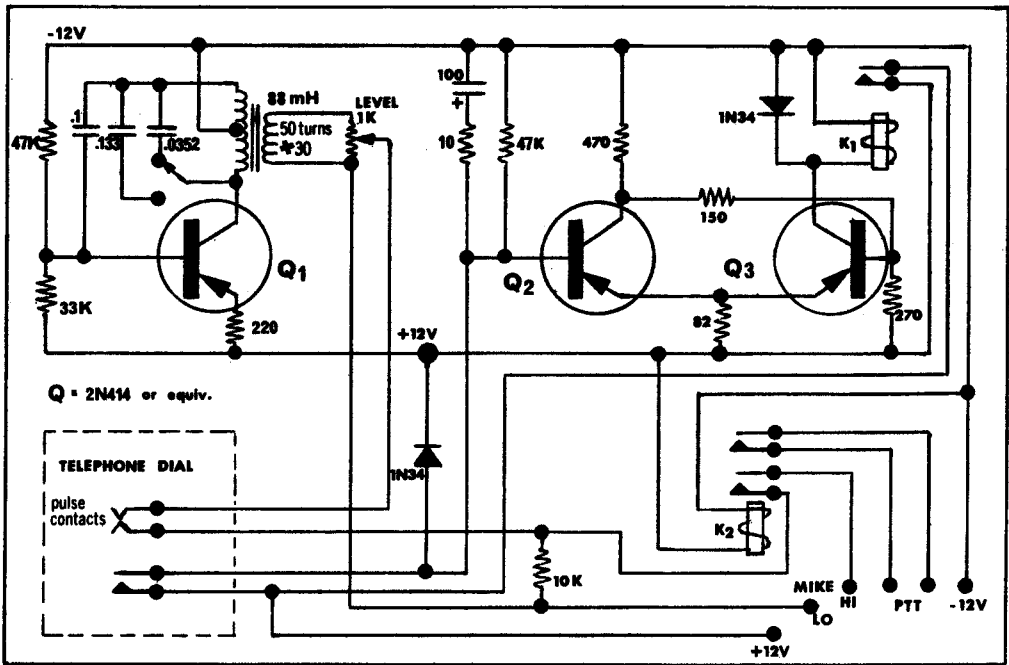 -12V
47K
.1
.133
.0352
88 mH
50 turns
*30
LEVEL
1K
100
+
10
47K
470
150
1N34
K1
Q1
Q2
Q3
33K
220
+12V
82
270
Q = 2N414 or equiv.
TELEPHONE DIAL
pulse
contacts
1N34
K2
10K
MIKE
HI
LO
PTT
-12V
+12V